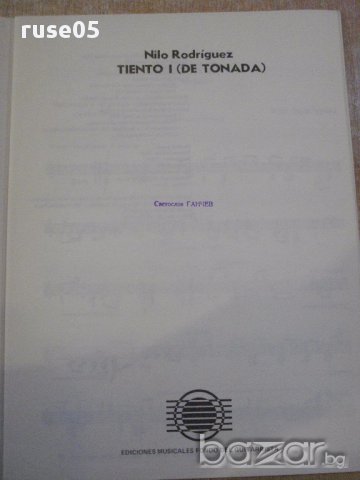 ruse05
Nilo Rodríguez
TIENTO I (DE TONADA)
Светослав ГАНЧЕВ
EDICIONES MUSICALES
bazar.bg